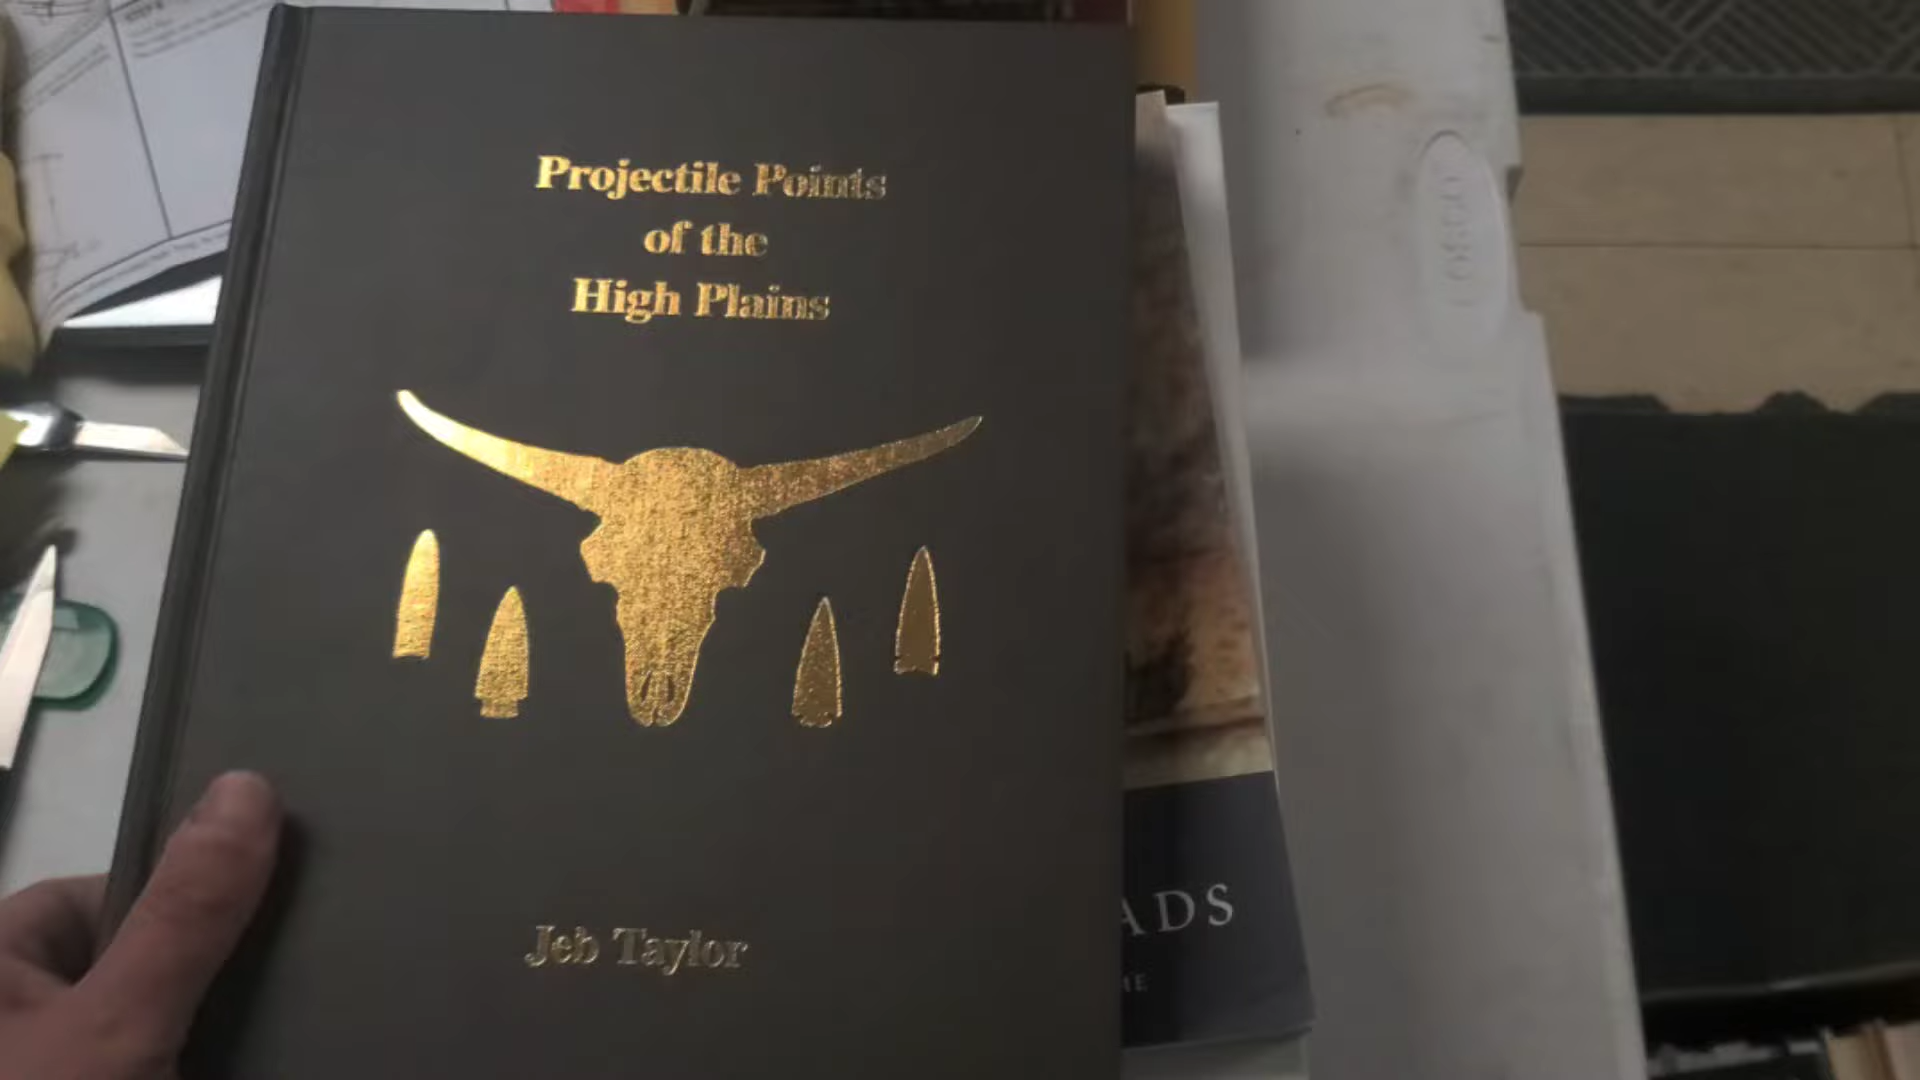 Projectile Points
of the
High Plains
Jeb Taylor
ADS